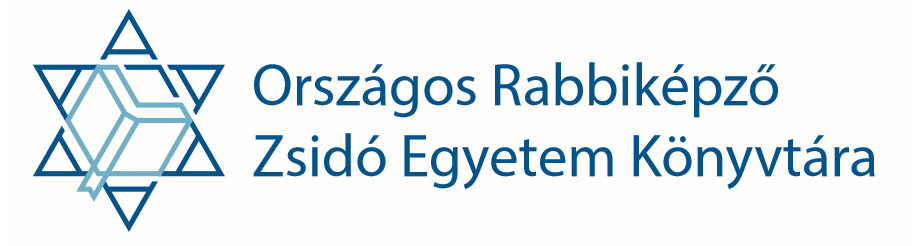 Országos Rabbiképző
Zsidó Egyetem Könyvtára